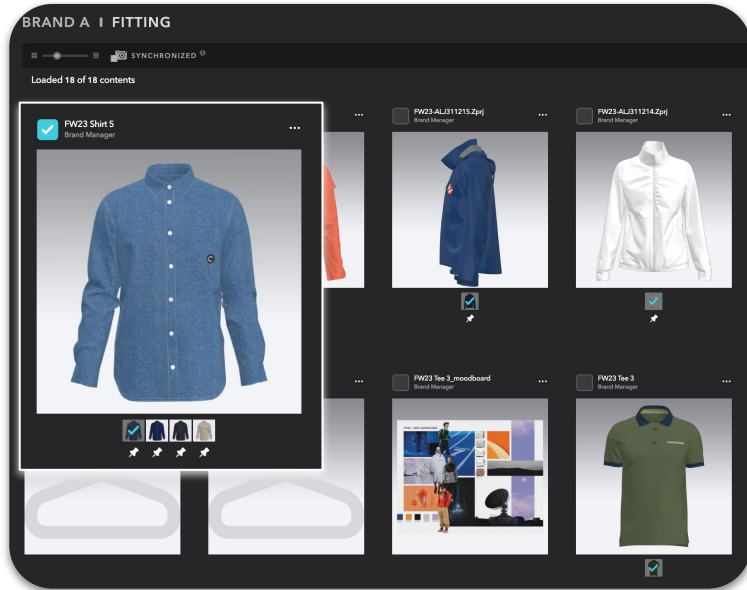 BRAND A I FITTING
SYNCHRONIZED
Loaded 18 of 18 contents
FW23 Shirt 5
Brand Manager
FW23-ALJ311215.Zprj
Brand Manager
FW23-ALJ311214.Zprj
Brand Manager
FW23 Tee 3_moodboard
Brand Manager
FW23 Tee 3
Brand Manager